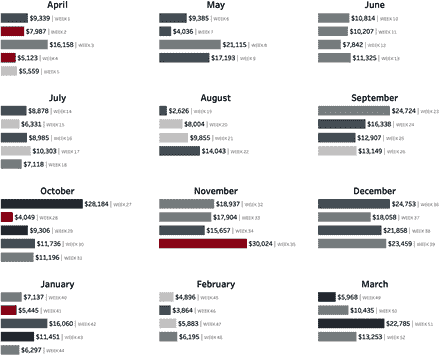 April
$9,339 | WEEK 1
$7,987 | WEEK 2
$16,158 | WEEK 3
$5,123 | WEEK 4
$5,559 | WEEK 5
May
$9,385 | WEEK 6
$4,036 | WEEK 7
$21,115 | WEEK 8
$17,193 | WEEK 9
June
$10,814 | WEEK 10
$10,207 | WEEK 11
$7,842 | WEEK 12
$11,325 | WEEK 13
July
$8,878 | WEEK 14
$6,331 | WEEK 15
$8,985 | WEEK 16
$10,303 | WEEK 17
$7,118 | WEEK 18
August
$2,626 | WEEK 19
$8,004 | WEEK 20
$9,855 | WEEK 21
$14,043 | WEEK 22
September
$24,724 | WEEK 23
$16,338 | WEEK 24
$12,907 | WEEK 25
$13,149 | WEEK 26
October
$28,184 | WEEK 27
$4,049 | WEEK 28
$9,306 | WEEK 29
$11,736 | WEEK 30
$11,196 | WEEK 31
November
$18,937 | WEEK 32
$17,904 | WEEK 33
$15,657 | WEEK 34
$30,024 | WEEK 35
December
$24,753 | WEEK 36
$18,058 | WEEK 37
$21,858 | WEEK 38
$23,459 | WEEK 39
January
$7,137 | WEEK 40
$5,445 | WEEK 41
$16,060 | WEEK 42
$11,451 | WEEK 43
$6,297 | WEEK 44
February
$4,896 | WEEK 45
$3,864 | WEEK 46
$5,883 | WEEK 47
$6,195 | WEEK 48
March
$5,968 | WEEK 49
$10,435 | WEEK 50
$22,785 | WEEK 51
$13,253 | WEEK 52